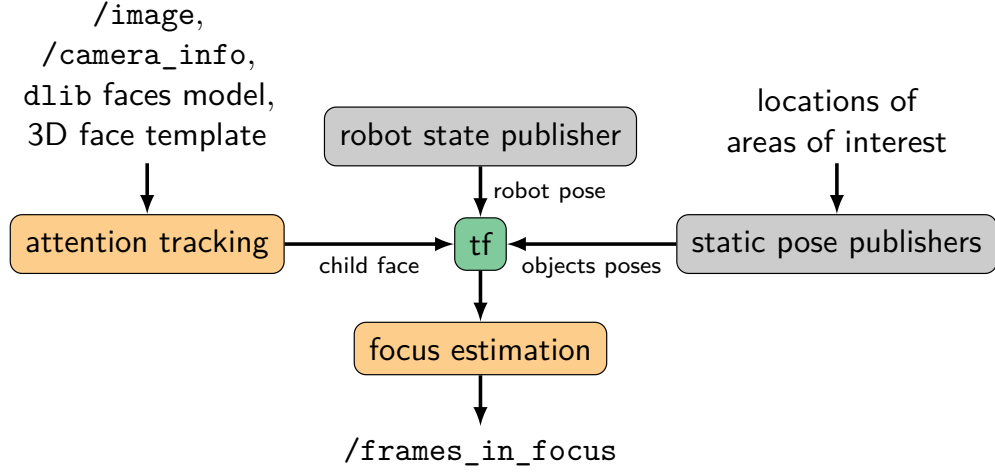 /image,
/camera_info,
dlib faces model,
3D face template
locations of
areas of interest
robot state publisher
robot pose
attention tracking
child face
tf
objects poses
static pose publishers
focus estimation
/frames_in_focus